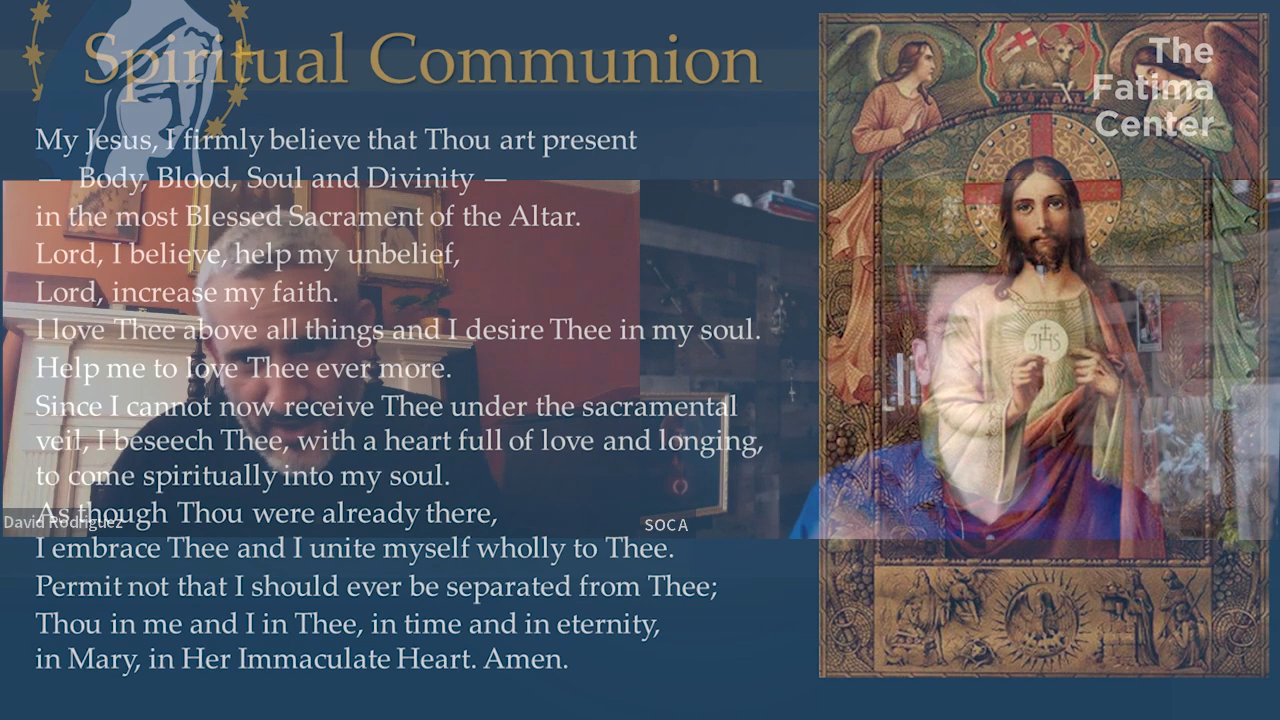 Spiritual Communion
The
Fatima
Center
My Jesus, I firmly believe that Thou art present
— Body, Blood, Soul and Divinity —
in the most Blessed Sacrament of the Altar.
Lord, I believe, help my unbelief,
Lord, increase my faith.
I love Thee above all things and I desire Thee in my soul.
Help me to love Thee ever more.
Since I cannot now receive Thee under the sacramental
veil, I beseech Thee, with a heart full of love and longing,
to come spiritually into my soul.
As though Thou were already there,
I embrace Thee and I unite myself wholly to Thee.
Permit not that I should ever be separated from Thee;
Thou in me and I in Thee, in time and in eternity,
in Mary, in Her Immaculate Heart. Amen.
David Rodriguez
SOCA
IHS